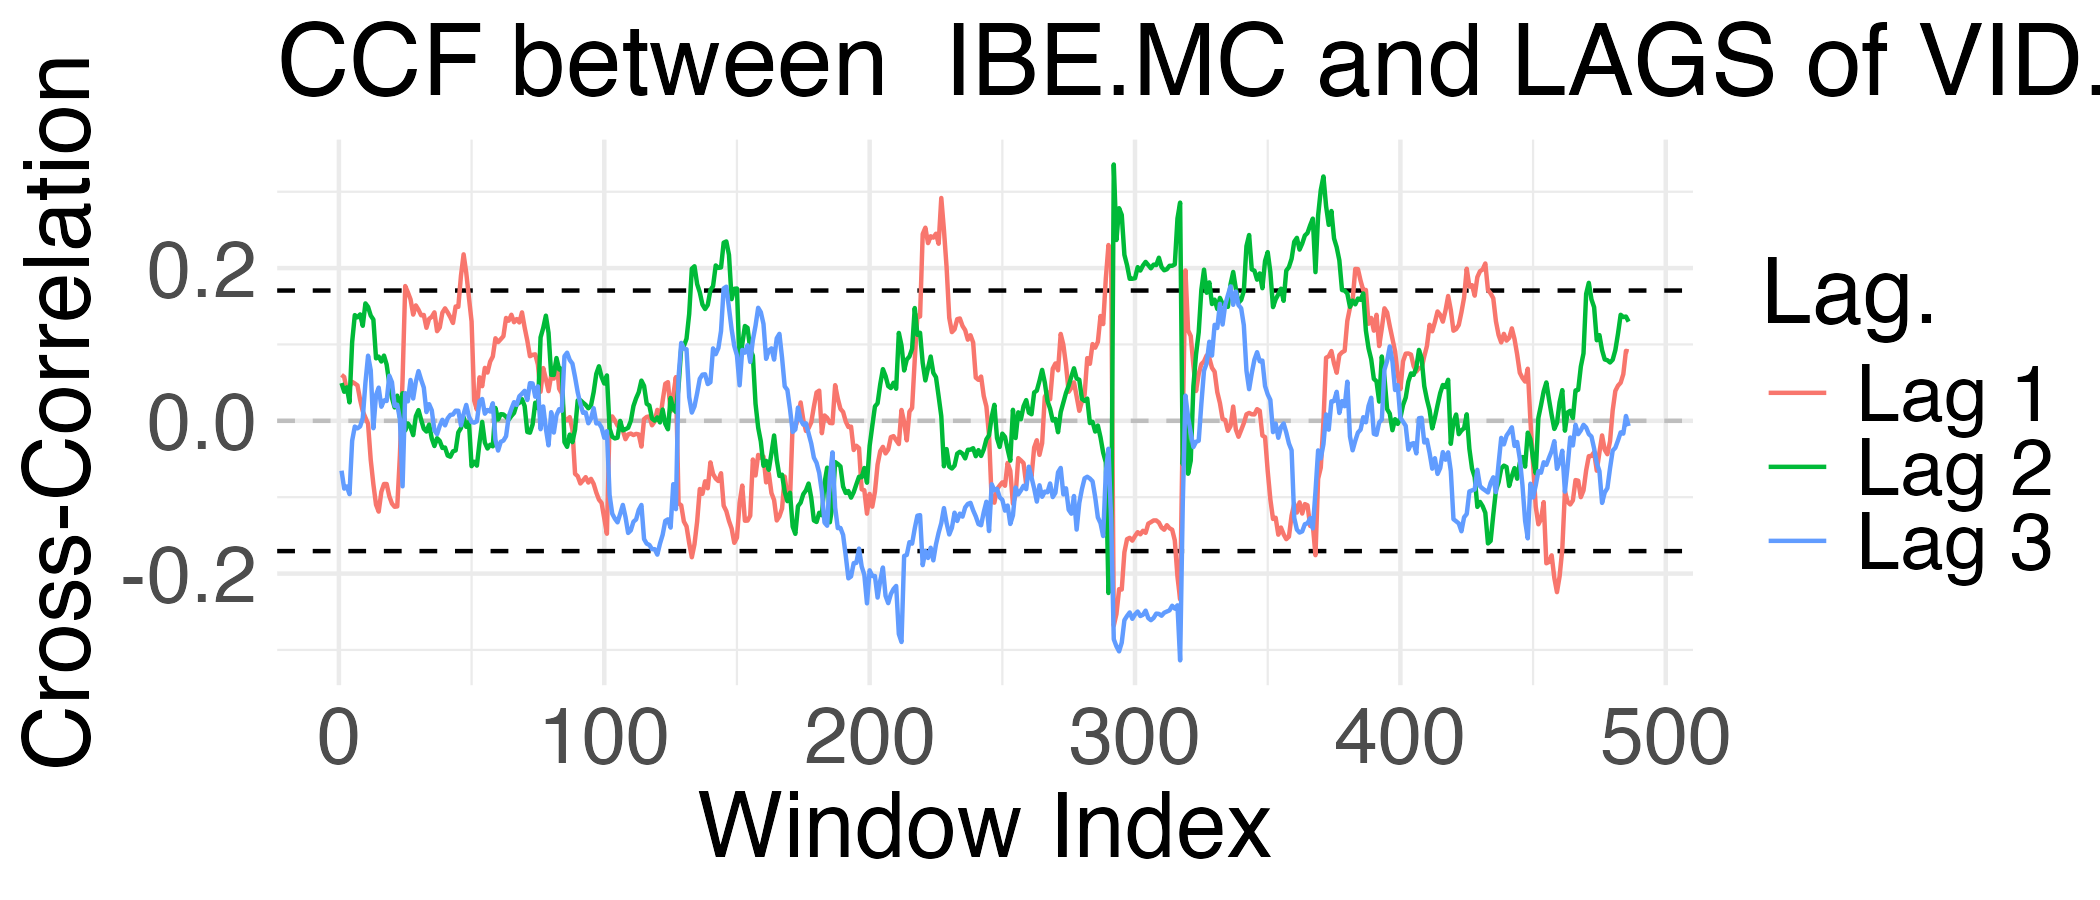 CCF between  IBE.MC and LAGS of VID.
Cross-Correlation
0.2
0.0
-0.2
0
100
200
300
400
500
Window Index
Lag.
Lag 1
Lag 2
Lag 3